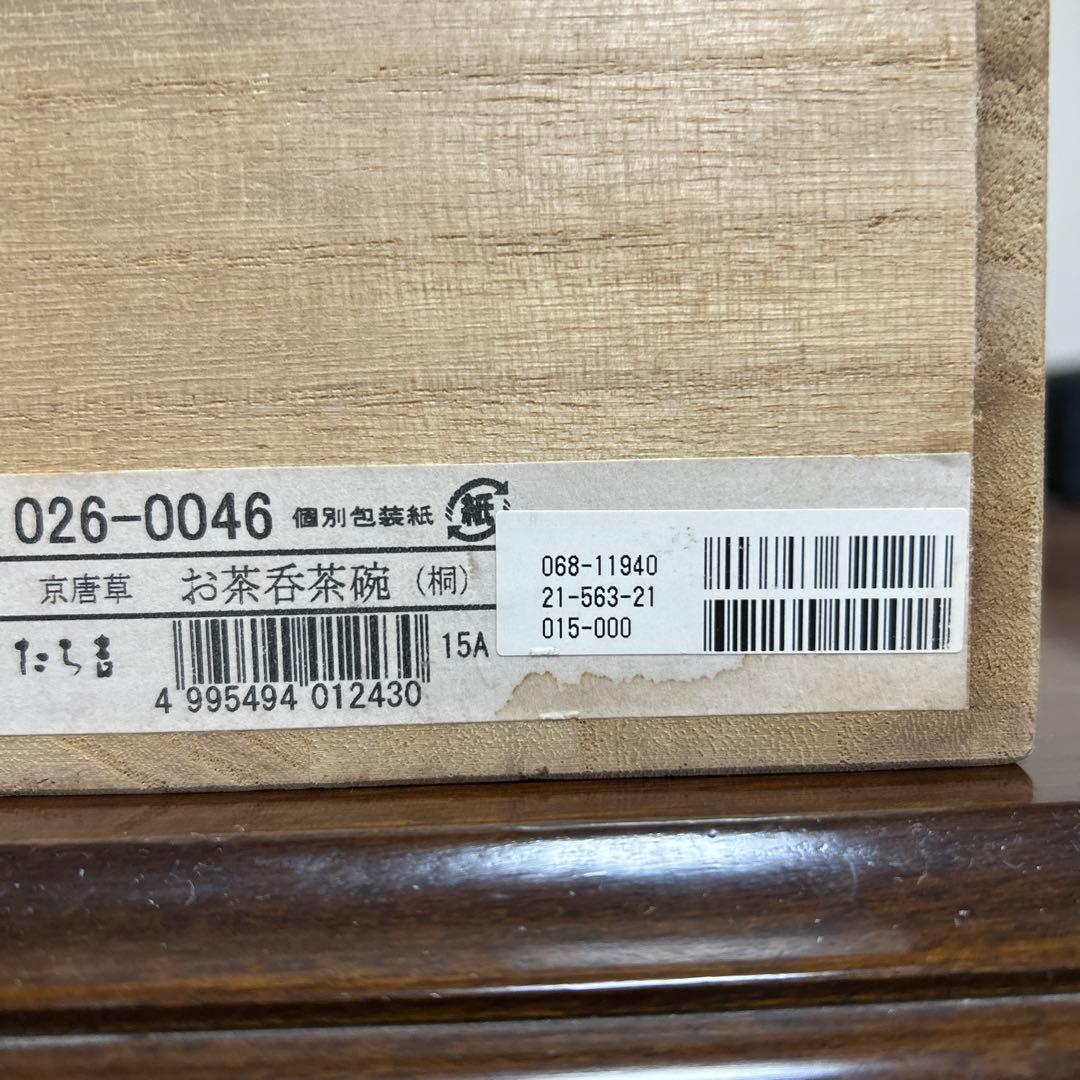 026-0046 個別包装紙 紙
京唐草 お茶呑茶碗（桐）
たち吉 15A
4 995494 012430
068-11940
21-563-21
015-000